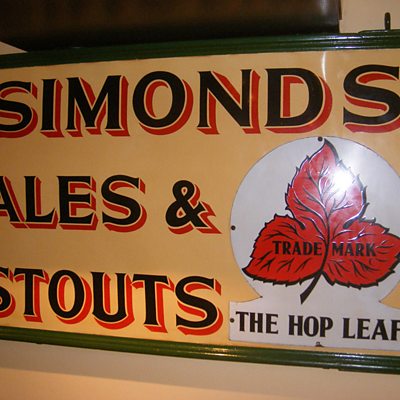 SIMONDS
ALES &
STOUTS
TRADE MARK
THE HOP LEAF